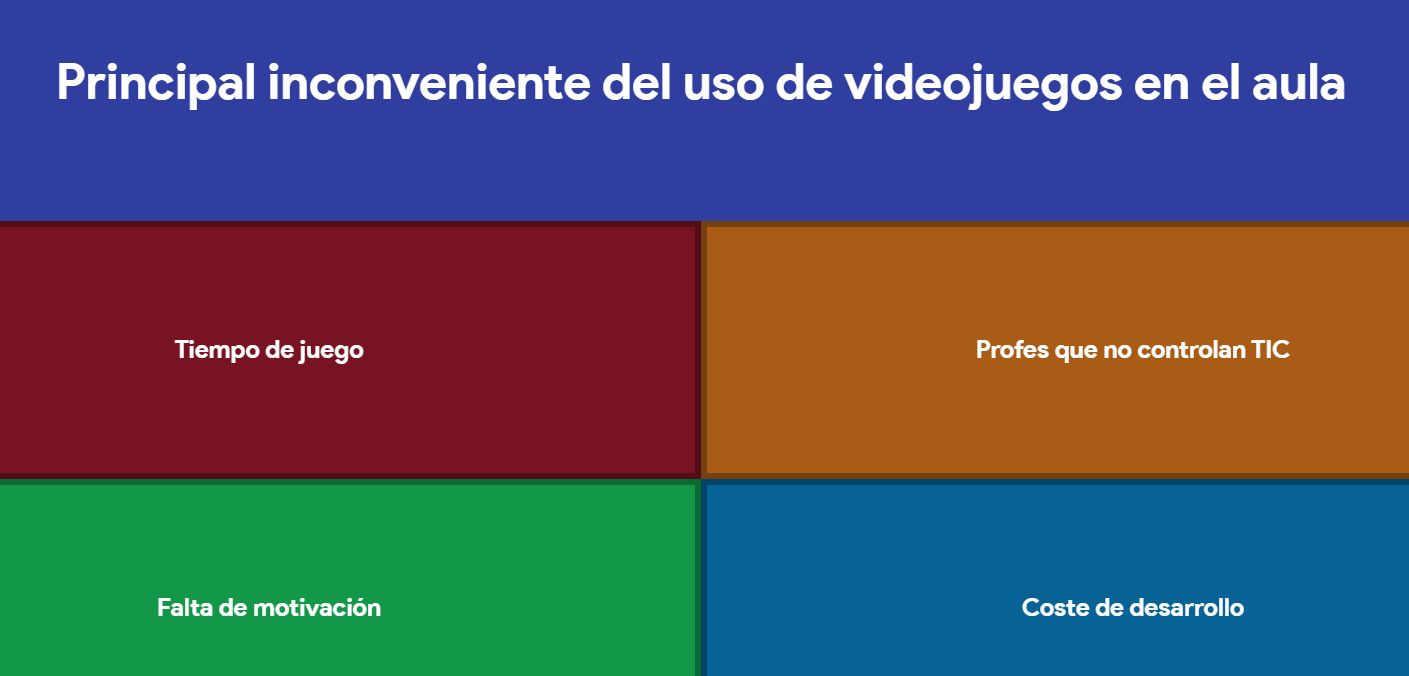 Principal inconveniente del uso de videojuegos en el aula
Tiempo de juego
Profes que no controlan TIC
Falta de motivación
Coste de desarrollo